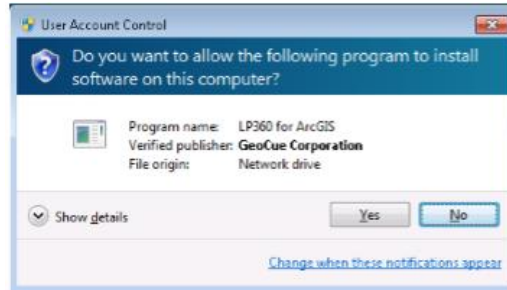 User Account Control
Do you want to allow the following program to install
software on this computer?
Program name: LP360 for ArcGIS
Verified publisher: GeoCue Corporation
File origin: Network drive
Show details
Yes
No
Change when these notifications appear